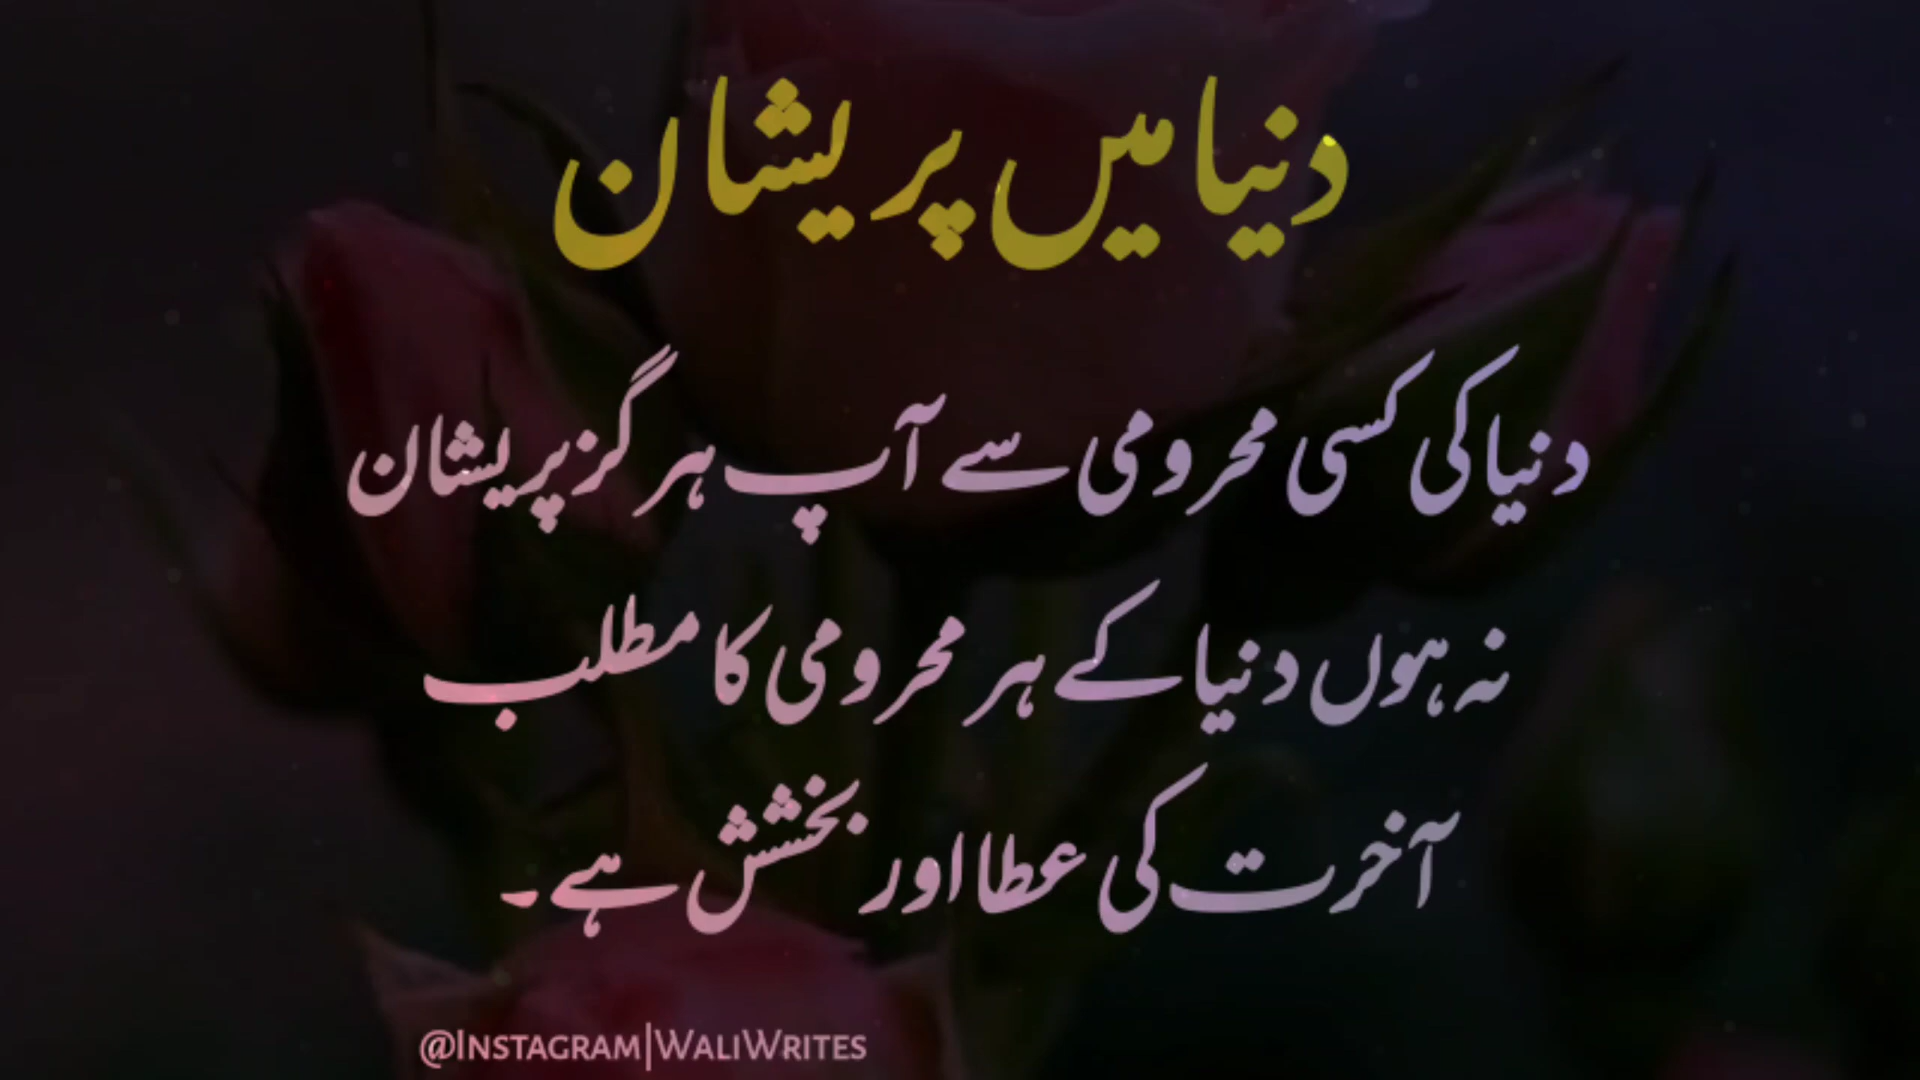 دنیا میں پریشان
دنیا کی کسی محرومی سے آپ ہرگز پریشان
نہ ہوں دنیا کے ہر محرومی کا مطلب
آخرت کی عطا اور بخشش ہے۔
@Instagram|WaliWrites